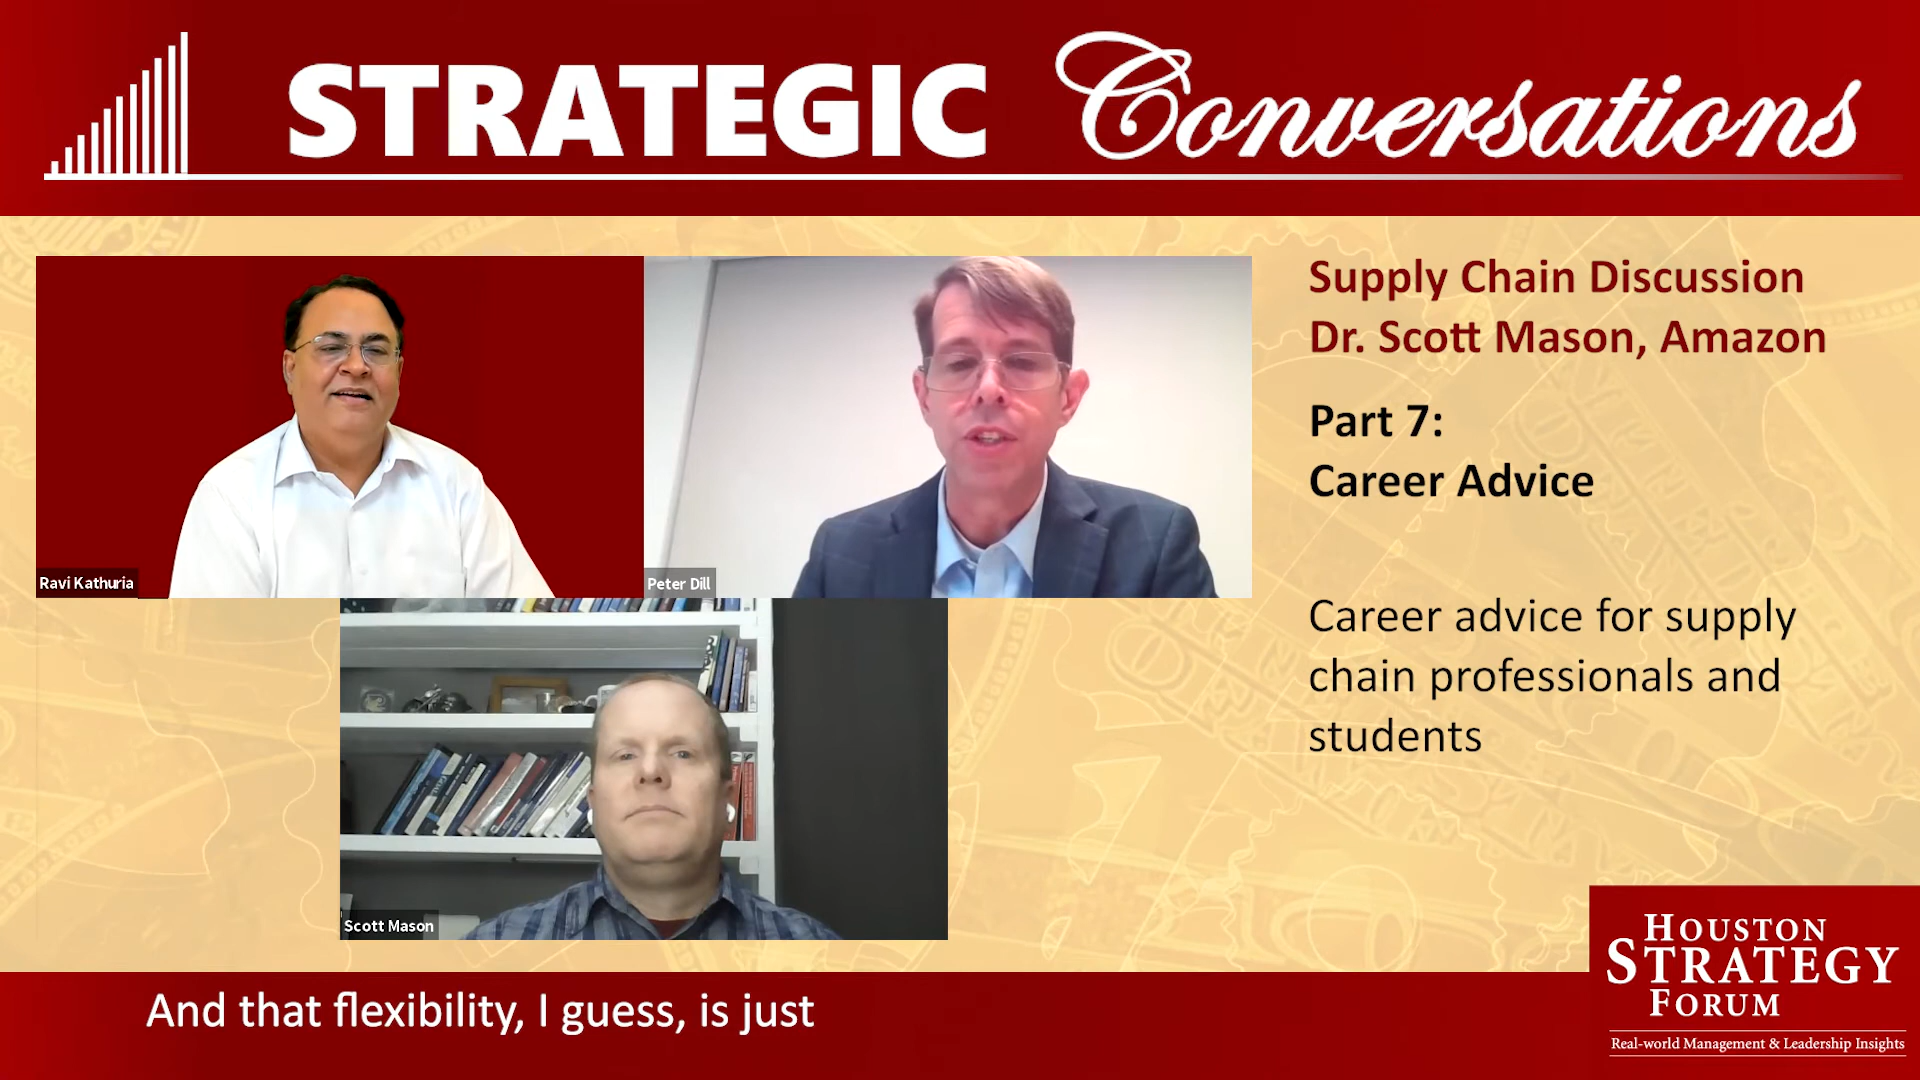 STRATEGIC Conversations
Supply Chain Discussion
Dr. Scott Mason, Amazon
Part 7:
Career Advice
Career advice for supply
chain professionals and
students
Ravi Kathuria
Peter Dill
Scott Mason
And that flexibility, I guess, is just
HOUSTON
STRATEGY
FORUM
Real-world Management & Leadership Insights